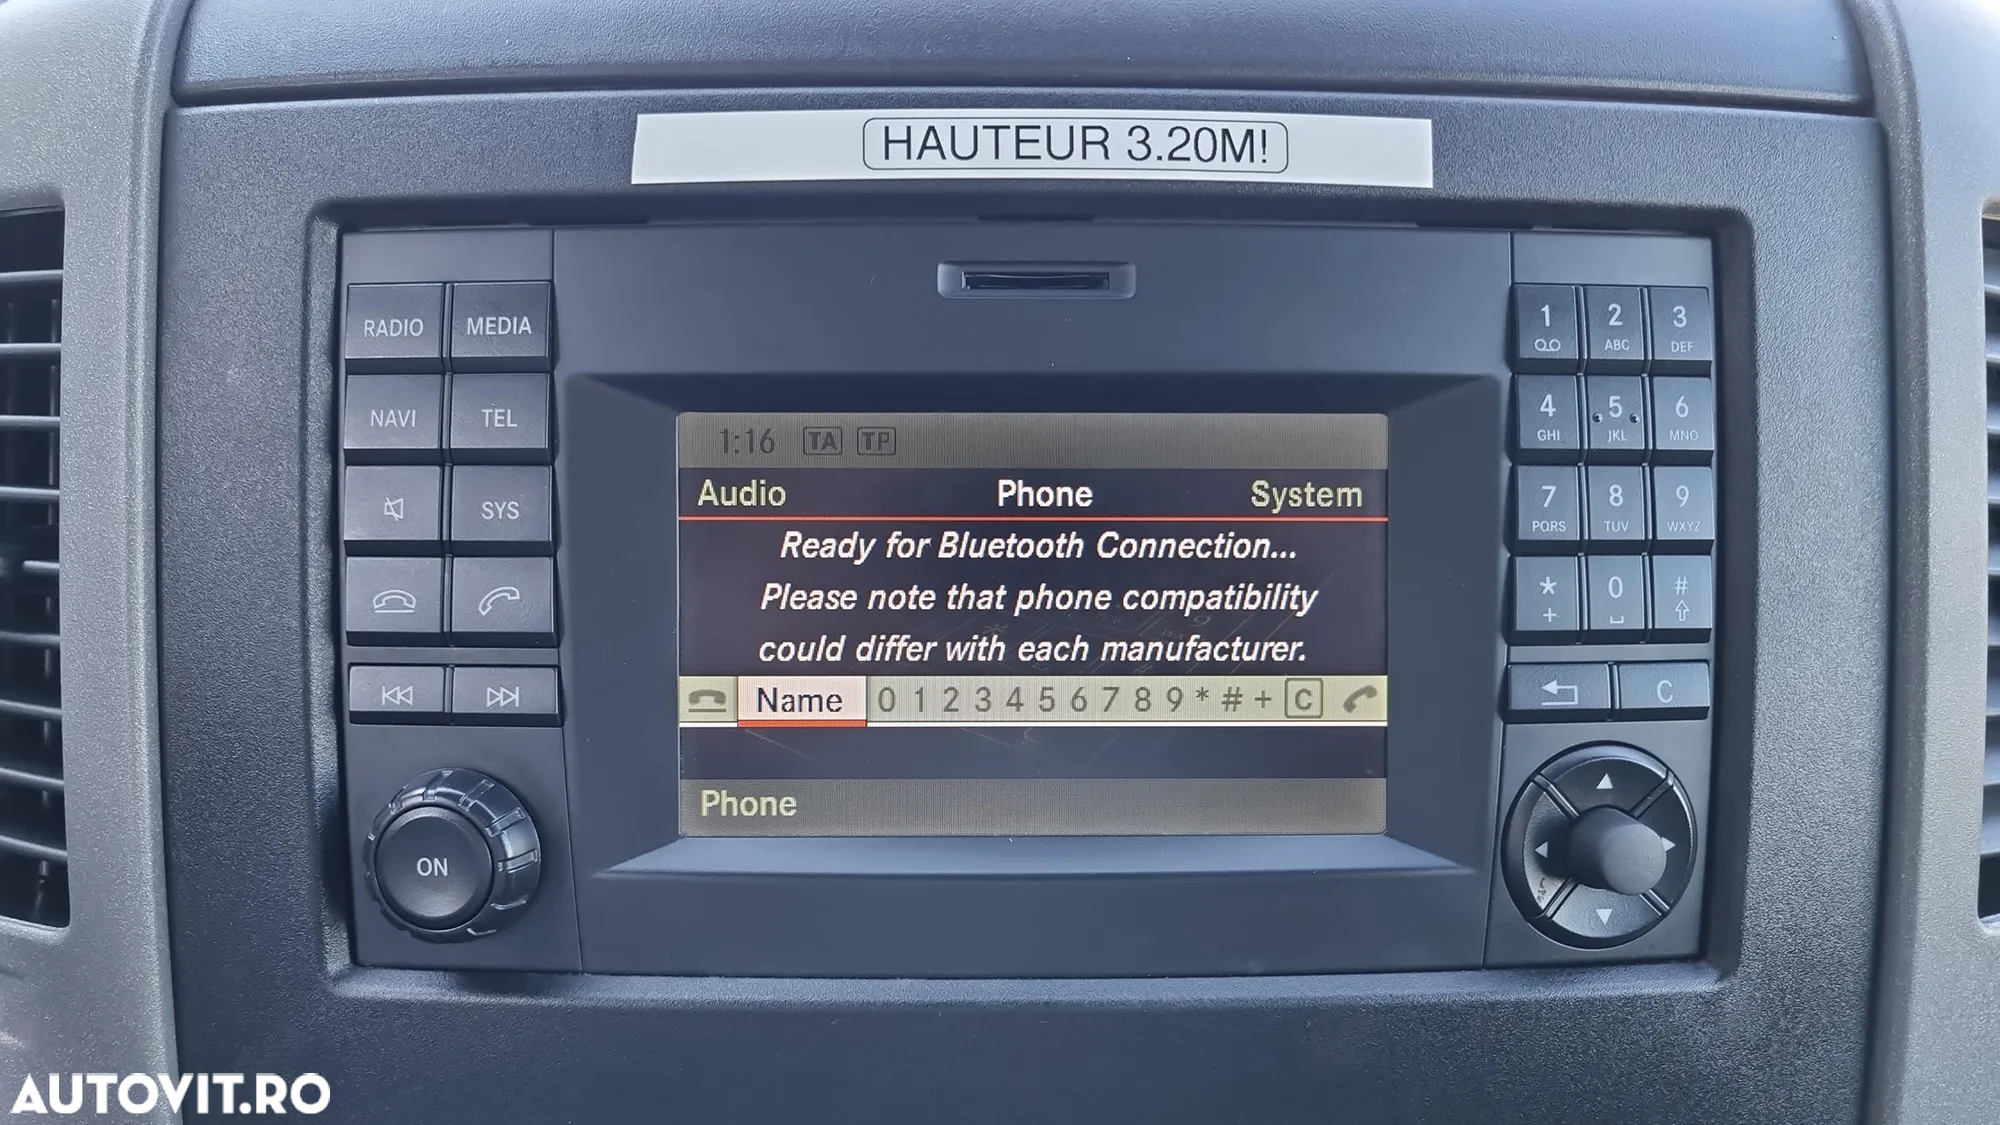 HAUTEUR 3.20M!
RADIO MEDIA
NAVI TEL
SYS
ON
1:16 TA TP
Audio Phone System
Ready for Bluetooth Connection...
Please note that phone compatibility
could differ with each manufacturer.
Name 0 1 2 3 4 5 6 7 8 9 * # + C
Phone
1 2 3
ABC DEF
4 5 6
GHI JKL MNO
7 8 9
PQRS TUV WXYZ
* 0 #
+
C
AUTOVIT.RO